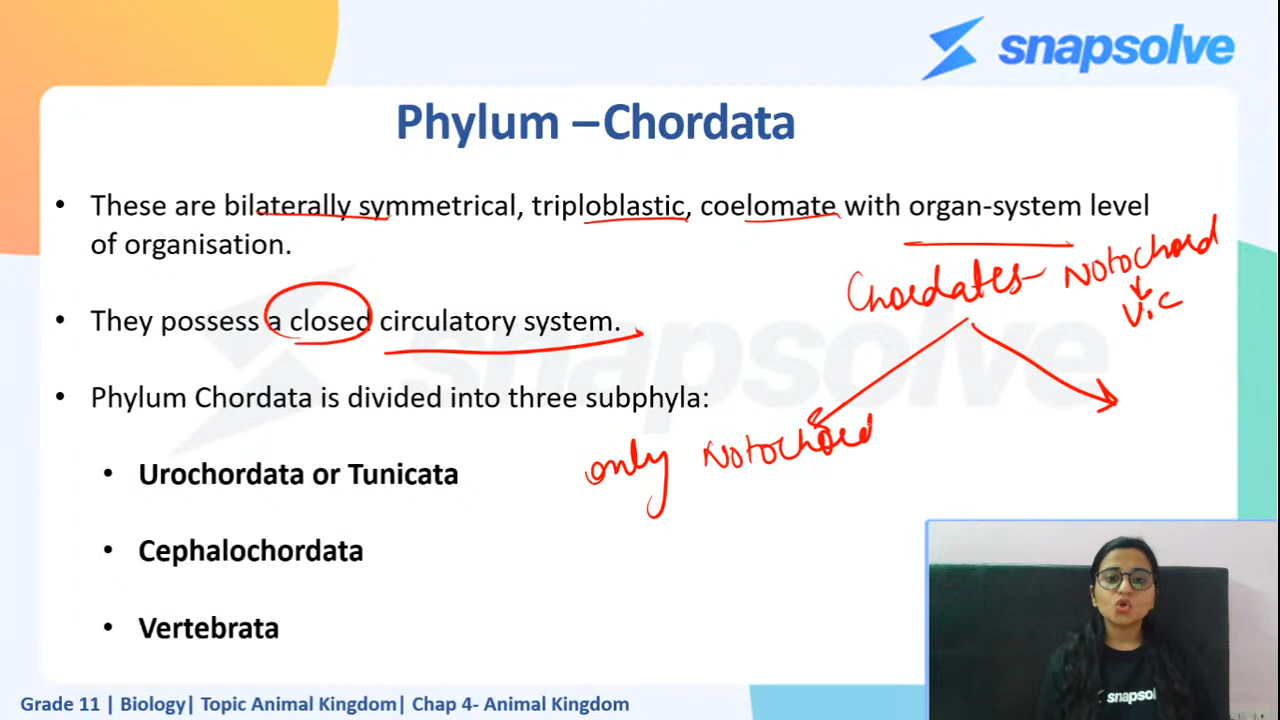 snapsolve
Phylum –Chordata
• These are bilaterally symmetrical, triploblastic, coelomate with organ-system level
of organisation.
Chordates- Notochord
V.C
• They possess a closed circulatory system.
• Phylum Chordata is divided into three subphyla:
only Notochord
• Urochordata or Tunicata
• Cephalochordata
• Vertebrata
snapsolve
snapsolve
Grade 11 | Biology| Topic Animal Kingdom| Chap 4- Animal Kingdom